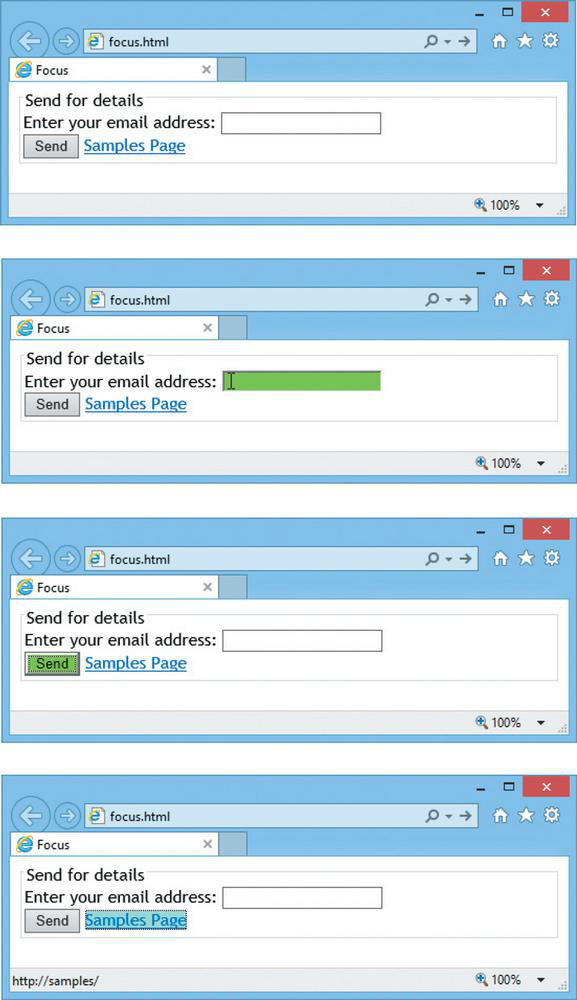 focus.html
Focus
Send for details
Enter your email address:
Send Samples Page
100%
focus.html
Focus
Send for details
Enter your email address:
Send Samples Page
100%
focus.html
Focus
Send for details
Enter your email address:
Send Samples Page
100%
focus.html
Focus
Send for details
Enter your email address:
Send Samples Page
http://samples/ 100%